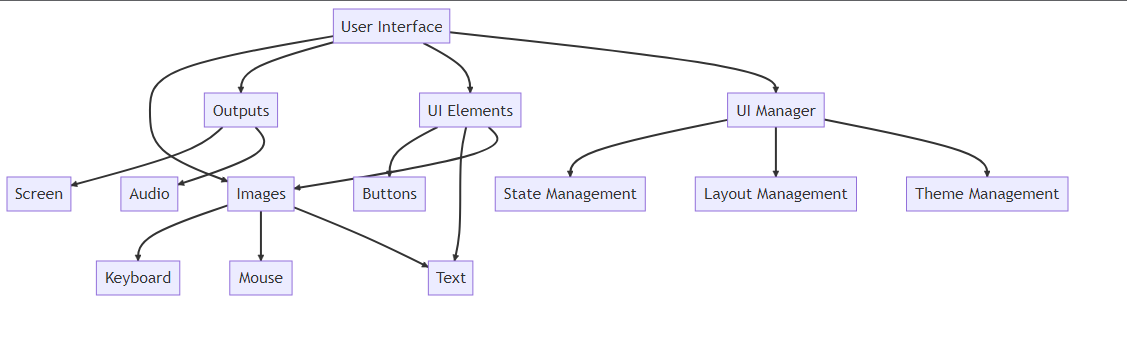 User Interface
Outputs
UI Elements
UI Manager
Screen
Audio
Images
Buttons
State Management
Layout Management
Theme Management
Keyboard
Mouse
Text